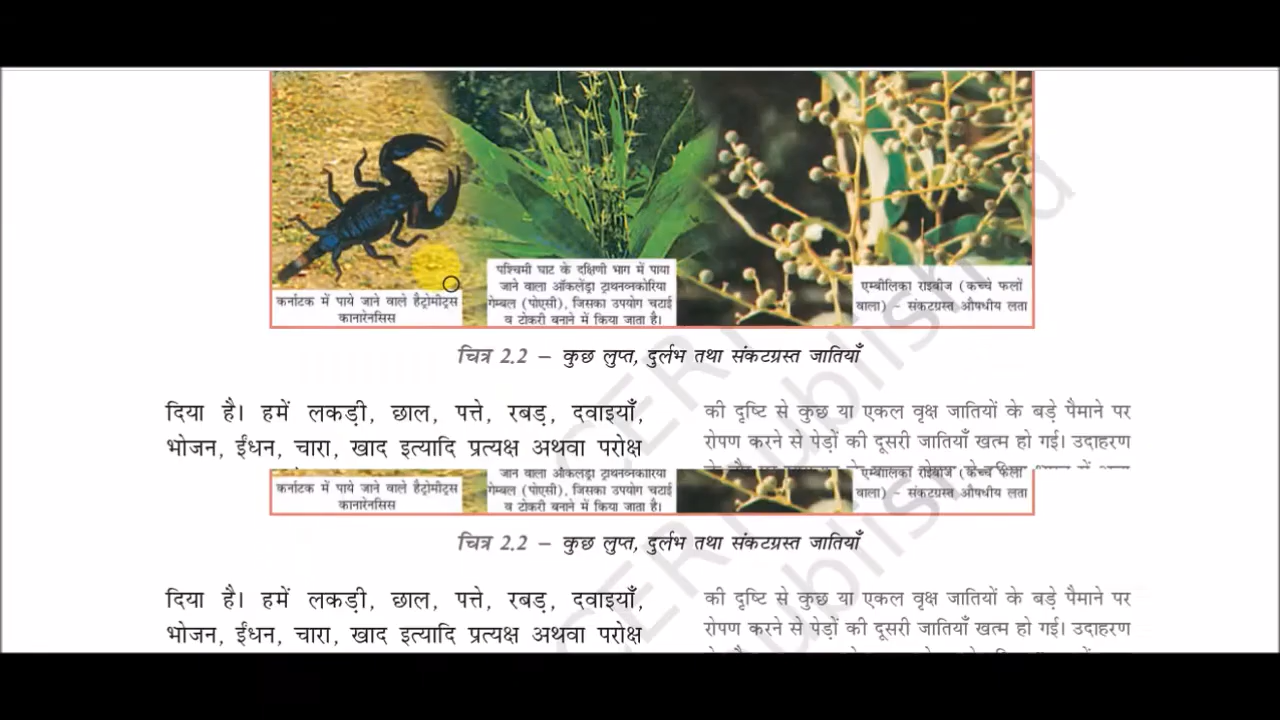 कर्नाटक में पाये जाने वाले हैट्रोमीट्रस
कानारेनसिस
पश्चिमी घाट के दक्षिणी भाग में पाया
जाने वाला ऑकलेंड्रा ट्राथनव्नकोरिया
गेम्बल (पोएसी), जिसका उपयोग चटाई
व टोकरी बनाने में किया जाता है।
एम्बीलिका राइबीज (कच्चे फलों
वाला) – संकटग्रस्त औषधीय लता
चित्र 2.2 – कुछ लुप्त, दुर्लभ तथा संकटग्रस्त जातियाँ
दिया है। हमें लकड़ी, छाल, पत्ते, रबड़, दवाइयाँ,
भोजन, ईंधन, चारा, खाद इत्यादि प्रत्यक्ष अथवा परोक्ष
की दृष्टि से कुछ या एकल वृक्ष जातियों के बड़े पैमाने पर
रोपण करने से पेड़ों की दूसरी जातियाँ खत्म हो गई। उदाहरण
कर्नाटक में पाये जाने वाले हैट्रोमीट्रस
कानारेनसिस
जाने वाला ऑकलेंड्रा ट्राथनव्नकोरिया
गेम्बल (पोएसी), जिसका उपयोग चटाई
व टोकरी बनाने में किया जाता है।
एम्बीलिका राइबीज (कच्चे फलों
वाला) – संकटग्रस्त औषधीय लता
चित्र 2.2 – कुछ लुप्त, दुर्लभ तथा संकटग्रस्त जातियाँ
दिया है। हमें लकड़ी, छाल, पत्ते, रबड़, दवाइयाँ,
भोजन, ईंधन, चारा, खाद इत्यादि प्रत्यक्ष अथवा परोक्ष
की दृष्टि से कुछ या एकल वृक्ष जातियों के बड़े पैमाने पर
रोपण करने से पेड़ों की दूसरी जातियाँ खत्म हो गई। उदाहरण